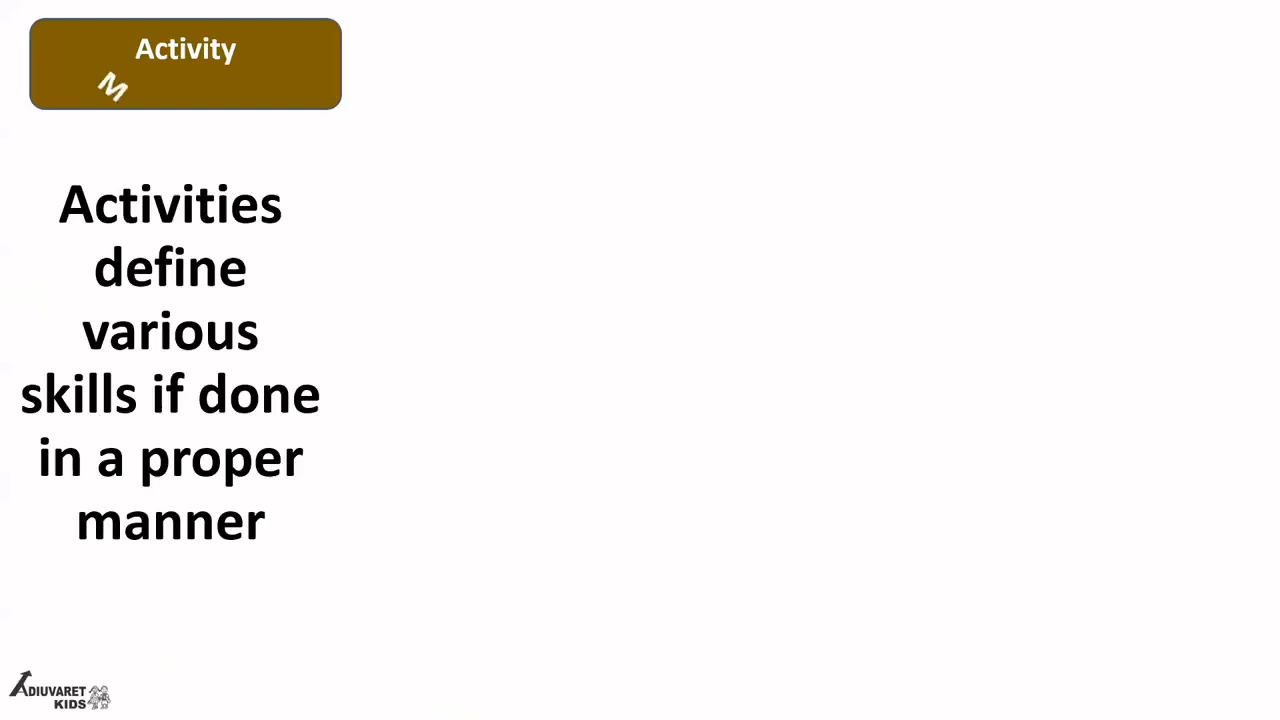 Activity
M
Activities
define
various
skills if done
in a proper
manner
ADIUVARET
KIDS